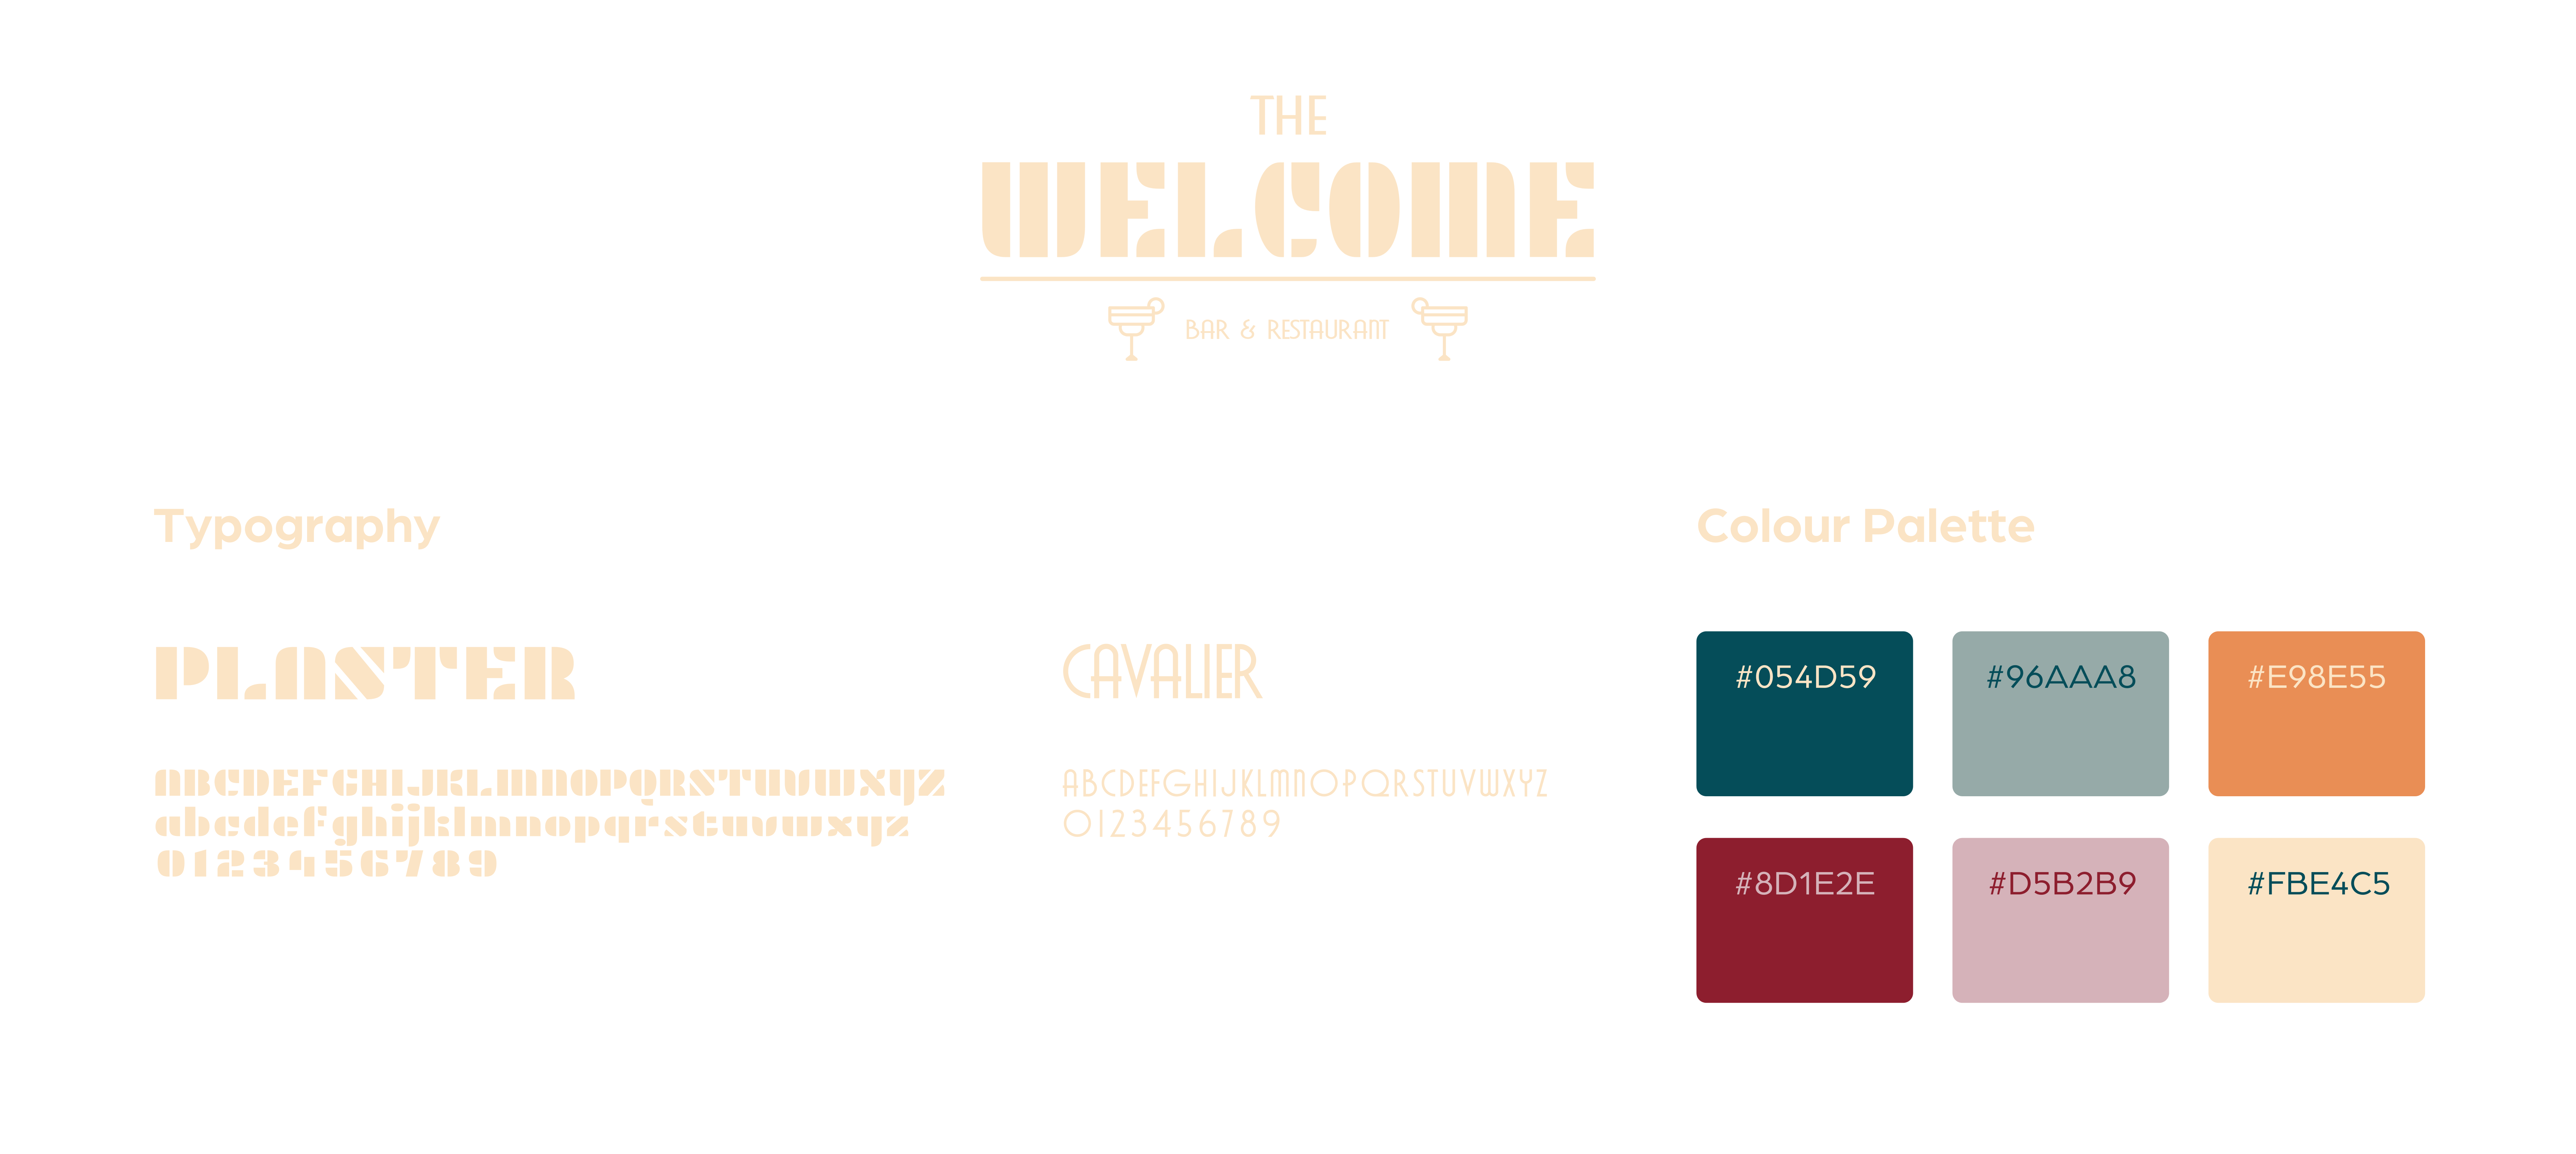 THE
WELCOME
BAR & RESTAURANT
Typography
Colour Palette
PLASTER
CAVALIER
ABCDEFGHIJKLMNOPQRSTUVWXYZ
abcdefghijklmnopqrstuvwxyz
0123456789
ABCDEFGHIJKLMNOPQRSTUVWXYZ
0123456789
#054D59
#96AAA8
#E98E55
#8D1E2E
#D5B2B9
#FBE4C5